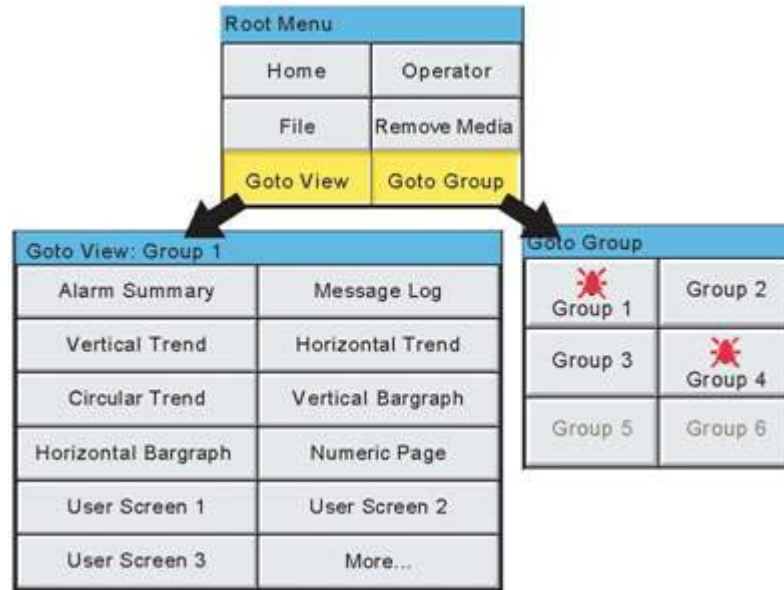 Root Menu
Home Operator
File Remove Media
Goto View Goto Group
Goto View: Group 1
Alarm Summary Message Log
Vertical Trend Horizontal Trend
Circular Trend Vertical Bargraph
Horizontal Bargraph Numeric Page
User Screen 1 User Screen 2
User Screen 3 More...
Goto Group
Group 1 Group 2
Group 3 Group 4
Group 5 Group 6